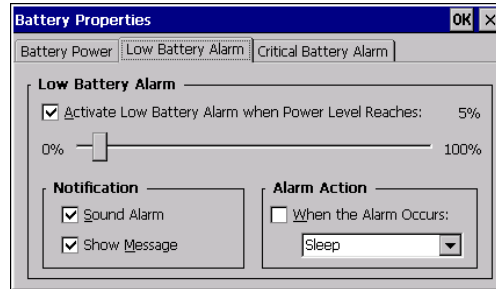 Battery Properties OK ×
Battery Power Low Battery Alarm Critical Battery Alarm
Low Battery Alarm
Activate Low Battery Alarm when Power Level Reaches: 5%
0% 100%
Notification
Sound Alarm
Show Message
Alarm Action
When the Alarm Occurs:
Sleep